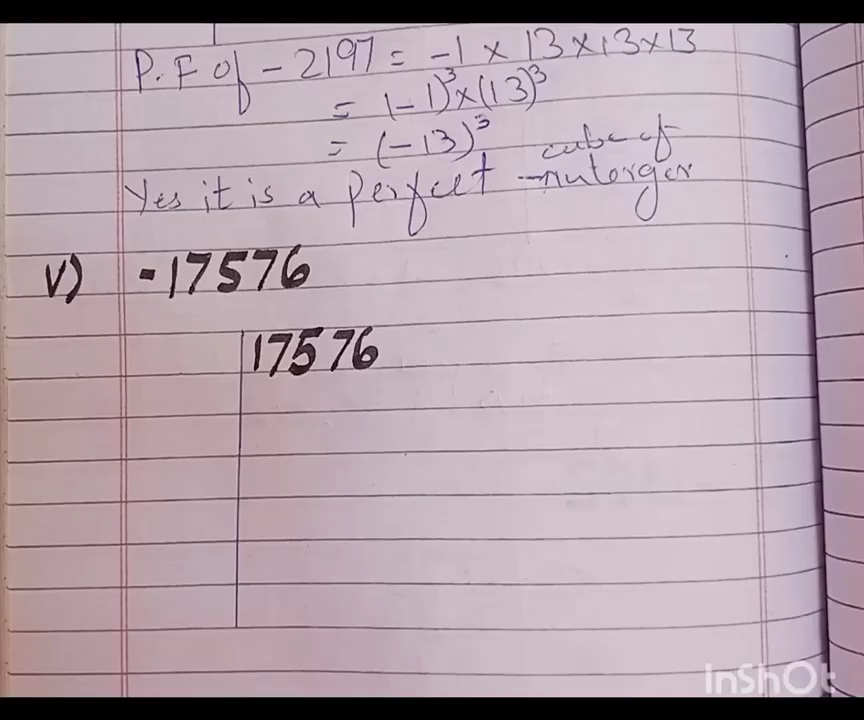 P.F of - 2197 = -1 × 13 × 13 × 13
= (-1)³ × (13)³
= (-13)³
Yes it is a perfect cube of
V) -17576
17576
InShOt